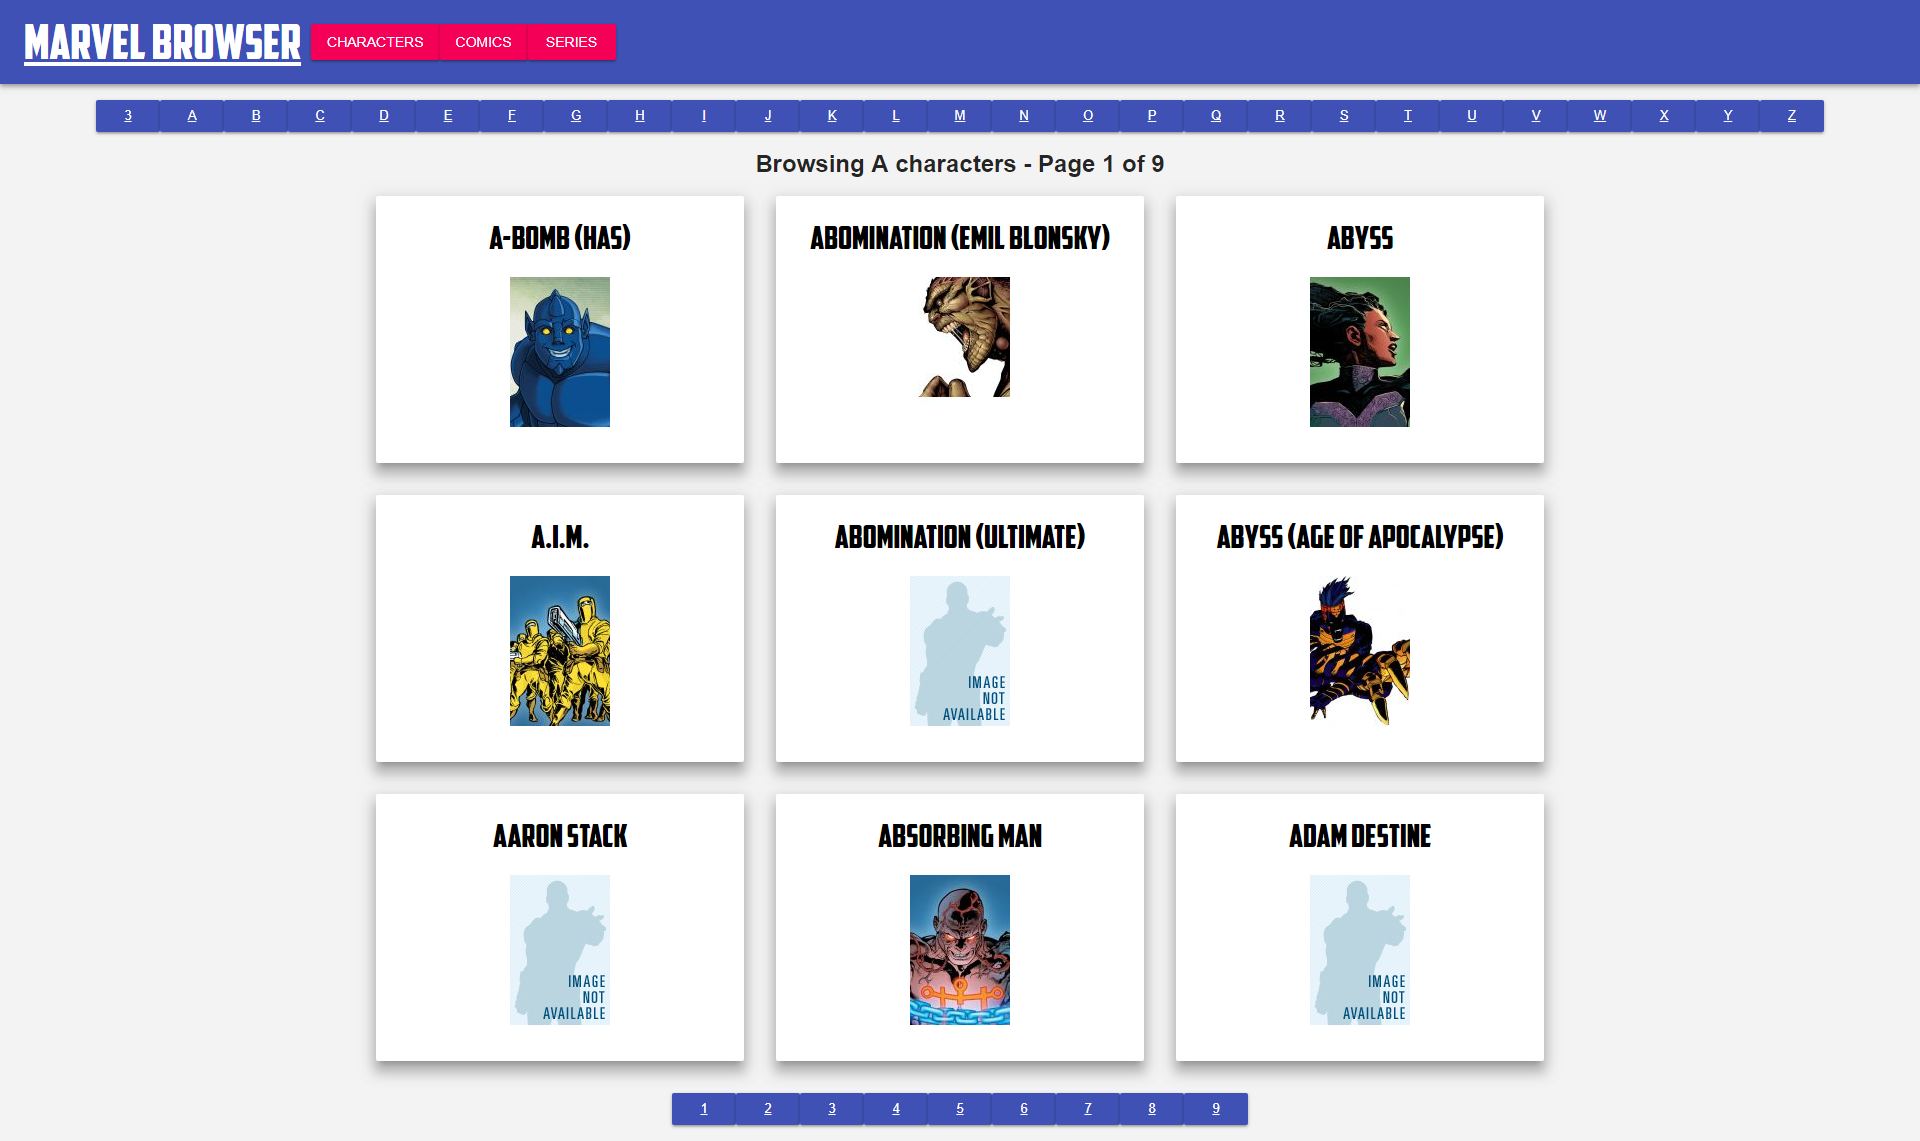 MARVEL BROWSER CHARACTERS COMICS SERIES
3 A B C D E F G H I J K L M N O P Q R S T U V W X Y Z
Browsing A characters - Page 1 of 9
A-BOMB (HAS)
ABOMINATION (EMIL BLONSKY)
ABYSS
A.I.M.
ABOMINATION (ULTIMATE)
IMAGE
NOT
AVAILABLE
ABYSS (AGE OF APOCALYPSE)
AARON STACK
IMAGE
NOT
AVAILABLE
ABSORBING MAN
ADAM DESTINE
IMAGE
NOT
AVAILABLE
1 2 3 4 5 6 7 8 9